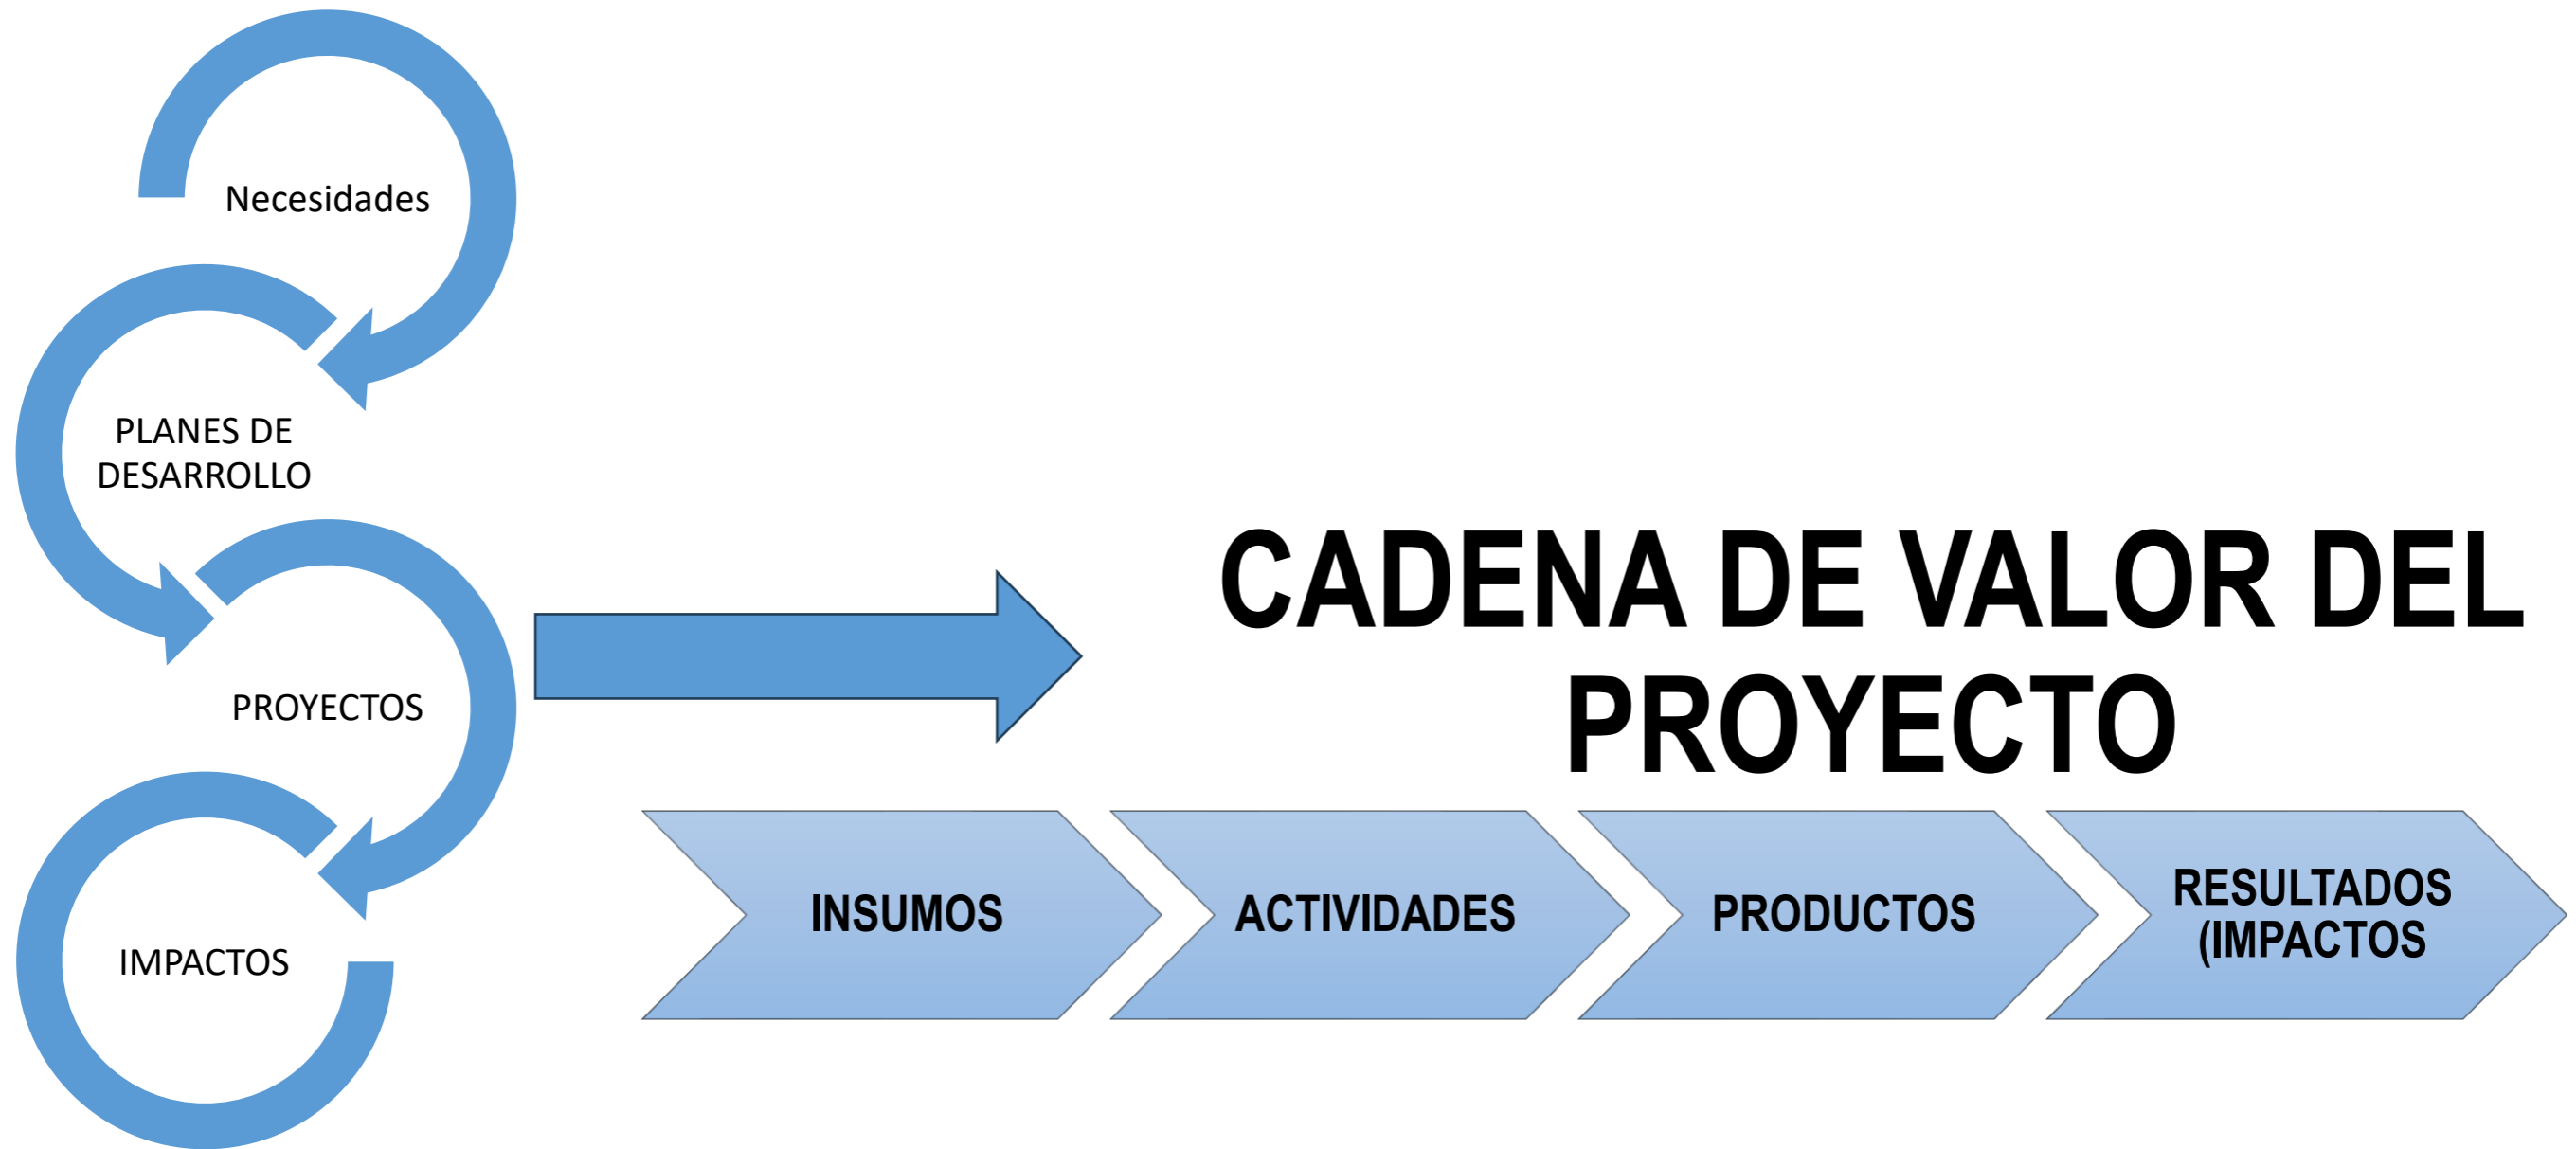 Necesidades
PLANES DE
DESARROLLO
PROYECTOS
IMPACTOS
CADENA DE VALOR DEL
PROYECTO
INSUMOS
ACTIVIDADES
PRODUCTOS
RESULTADOS
(IMPACTOS